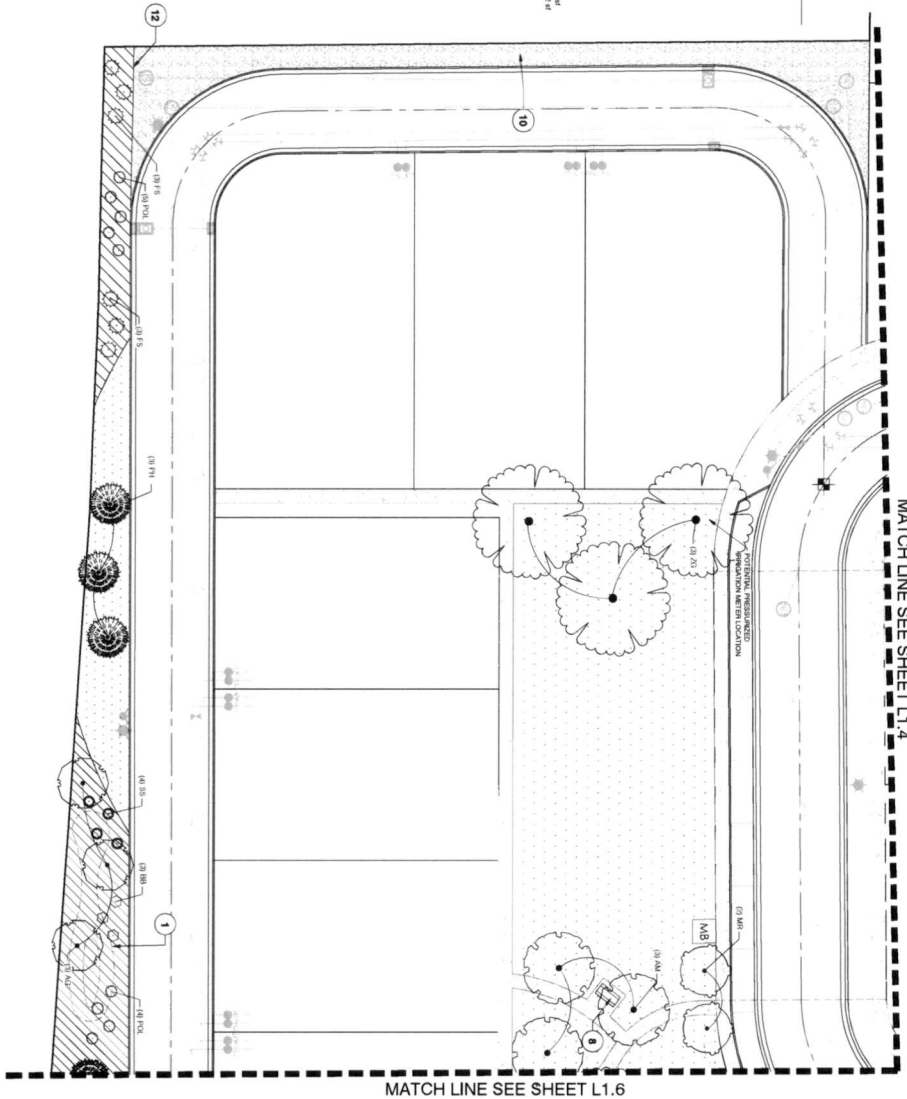 12
10
(3) FS
(5) POL
(3) FS
(3) PH
(3) ZG
POTENTIAL PRESSURIZED
IRRIGATION METER LOCATION
MATCH LINE SEE SHEET L1.4
(4) SS
(3) BB
1
(3) AG
(4) POL
MB
(2) MR
(3) AM
8
MATCH LINE SEE SHEET L1.6